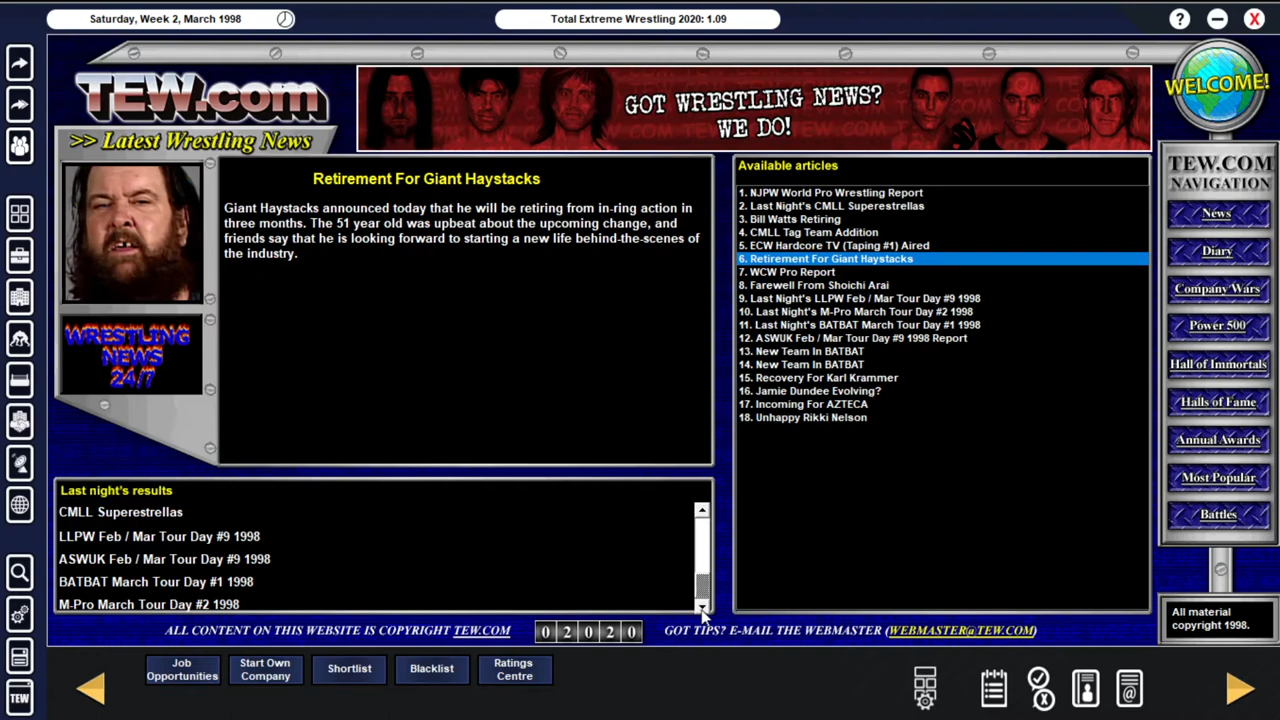 Saturday, Week 2, March 1998
Total Extreme Wrestling 2020: 1.09
?
X
TEW.com
>> Latest Wrestling News
GOT WRESTLING NEWS?
WE DO!
WELCOME!
Retirement For Giant Haystacks
Giant Haystacks announced today that he will be retiring from in-ring action in
three months. The 51 year old was upbeat about the upcoming change, and
friends say that he is looking forward to starting a new life behind-the-scenes of
the industry.
WRESTLING
NEWS
24/7
Available articles
1. NJPW World Pro Wrestling Report
2. Last Night's CMLL Superestrellas
3. Bill Watts Retiring
4. CMLL Tag Team Addition
5. ECW Hardcore TV (Taping #1) Aired
6. Retirement For Giant Haystacks
7. WCW Pro Report
8. Farewell From Shoichi Arai
9. Last Night's LLPW Feb / Mar Tour Day #9 1998
10. Last Night's M-Pro March Tour Day #2 1998
11. Last Night's BATBAT March Tour Day #1 1998
12. ASWUK Feb / Mar Tour Day #9 1998 Report
13. New Team In BATBAT
14. New Team In BATBAT
15. Recovery For Karl Krammer
16. Jamie Dundee Evolving?
17. Incoming For AZTECA
18. Unhappy Rikki Nelson
TEW.COM
NAVIGATION
News
Diary
Company Wars
Power 500
Hall of Immortals
Halls of Fame
Annual Awards
Most Popular
Battles
Last night's results
CMLL Superestrellas
LLPW Feb / Mar Tour Day #9 1998
ASWUK Feb / Mar Tour Day #9 1998
BATBAT March Tour Day #1 1998
M-Pro March Tour Day #2 1998
ALL CONTENT ON THIS WEBSITE IS COPYRIGHT TEW.COM
0 2 0 2 0
GOT TIPS? E-MAIL THE WEBMASTER (WEBMASTER@TEW.COM)
All material
copyright 1998.
Job
Opportunities
Start Own
Company
Shortlist
Blacklist
Ratings
Centre
TEW